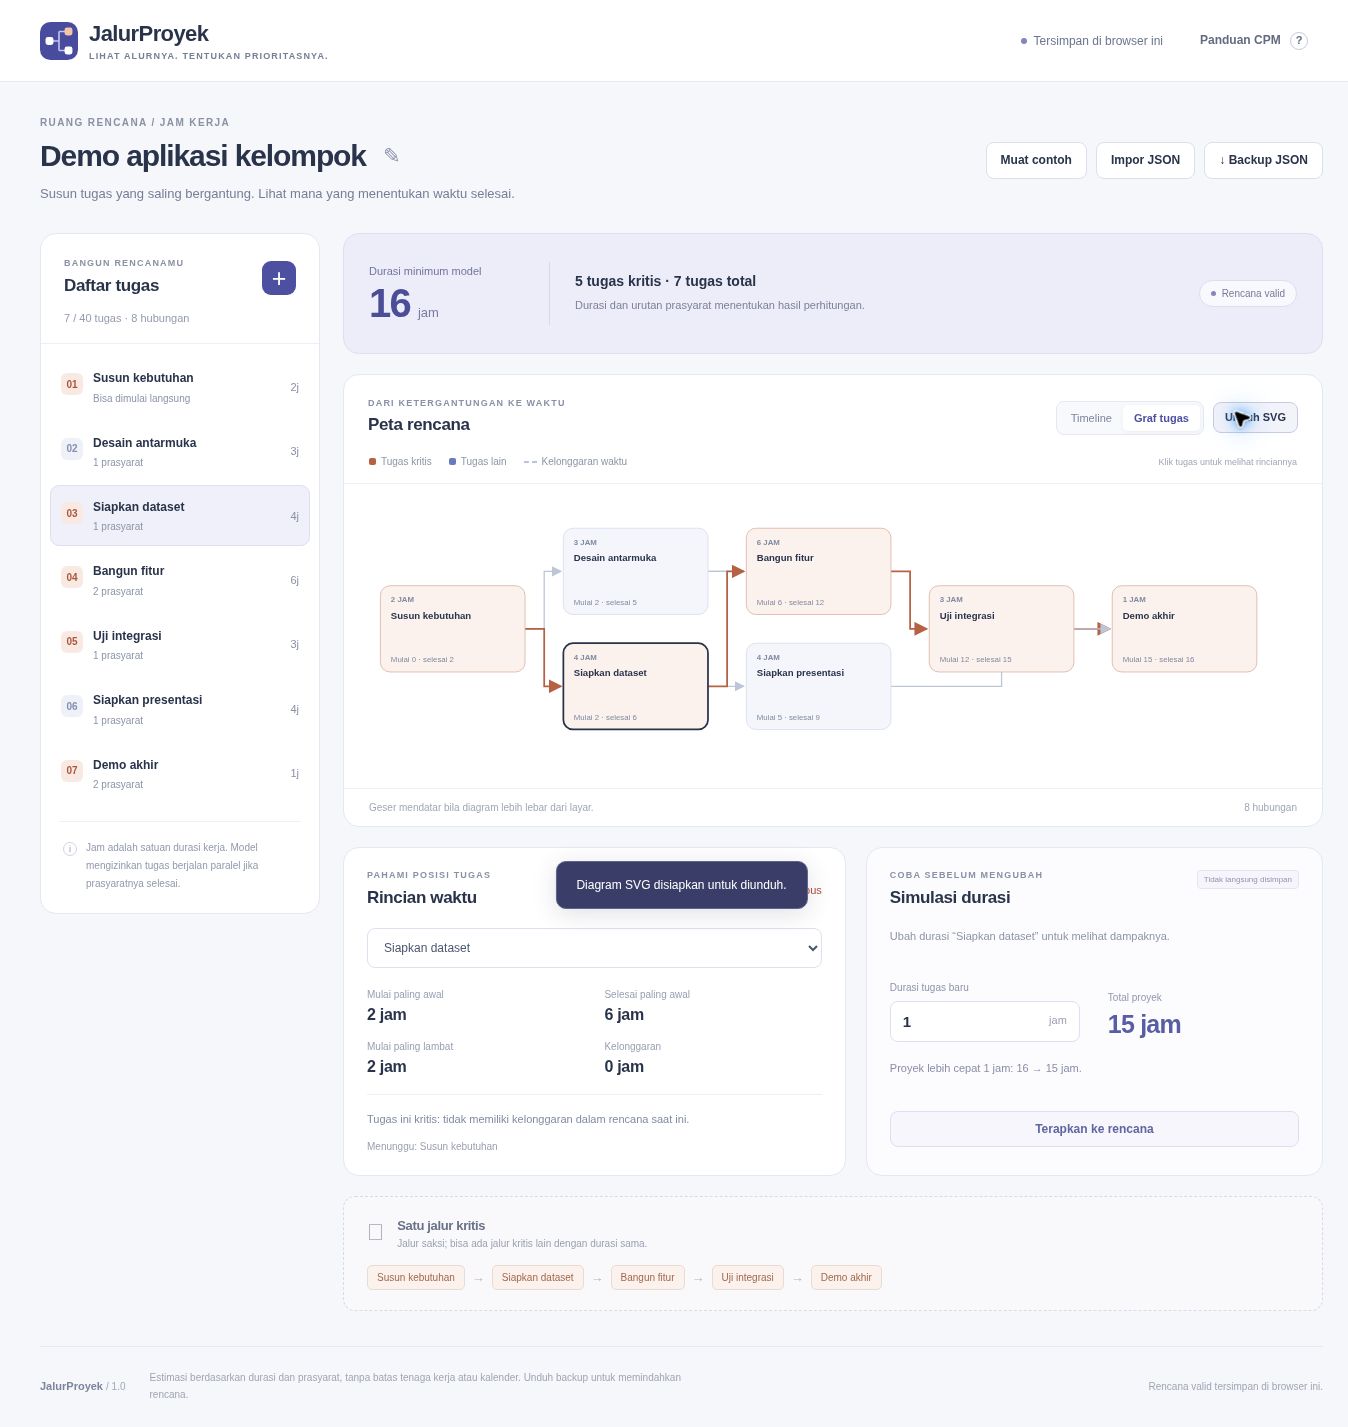 JalurProyek
LIHAT ALURNYA. TENTUKAN PRIORITASNYA.
Tersimpan di browser ini
Panduan CPM ?
RUANG RENCANA / JAM KERJA
Demo aplikasi kelompok ✎
Susun tugas yang saling bergantung. Lihat mana yang menentukan waktu selesai.
Muat contoh
Impor JSON
↓ Backup JSON
BANGUN RENCANAMU
Daftar tugas
+
7 / 40 tugas · 8 hubungan
01 Susun kebutuhan 2j
Bisa dimulai langsung
02 Desain antarmuka 3j
1 prasyarat
03 Siapkan dataset 4j
1 prasyarat
04 Bangun fitur 6j
2 prasyarat
05 Uji integrasi 3j
1 prasyarat
06 Siapkan presentasi 4j
1 prasyarat
07 Demo akhir 1j
2 prasyarat
i Jam adalah satuan durasi kerja. Model
mengizinkan tugas berjalan paralel jika
prasyaratnya selesai.
Durasi minimum model
16 jam
5 tugas kritis · 7 tugas total
Durasi dan urutan prasyarat menentukan hasil perhitungan.
Rencana valid
DARI KETERGANTUNGAN KE WAKTU
Peta rencana
Timeline
Graf tugas
SVG
Tugas kritis
Tugas lain
Kelonggaran waktu
Klik tugas untuk melihat rinciannya
2 JAM
Susun kebutuhan
Mulai 0 · selesai 2
3 JAM
Desain antarmuka
Mulai 2 · selesai 5
4 JAM
Siapkan dataset
Mulai 2 · selesai 6
6 JAM
Bangun fitur
Mulai 6 · selesai 12
4 JAM
Siapkan presentasi
Mulai 5 · selesai 9
3 JAM
Uji integrasi
Mulai 12 · selesai 15
1 JAM
Demo akhir
Mulai 15 · selesai 16
Geser mendatar bila diagram lebih lebar dari layar.
8 hubungan
PAHAMI POSISI TUGAS
Rincian waktu
Diagram SVG disiapkan untuk diunduh.
Siapkan dataset
Mulai paling awal
2 jam
Selesai paling awal
6 jam
Mulai paling lambat
2 jam
Kelonggaran
0 jam
Tugas ini kritis: tidak memiliki kelonggaran dalam rencana saat ini.
Menunggu: Susun kebutuhan
COBA SEBELUM MENGUBAH
Simulasi durasi
Tidak langsung disimpan
Ubah durasi “Siapkan dataset” untuk melihat dampaknya.
Durasi tugas baru
1 jam
Total proyek
15 jam
Proyek lebih cepat 1 jam: 16 → 15 jam.
Terapkan ke rencana
Satu jalur kritis
Jalur saksi; bisa ada jalur kritis lain dengan durasi sama.
Susun kebutuhan → Siapkan dataset → Bangun fitur → Uji integrasi → Demo akhir
JalurProyek / 1.0
Estimasi berdasarkan durasi dan prasyarat, tanpa batas tenaga kerja atau kalender. Unduh backup untuk memindahkan
rencana.
Rencana valid tersimpan di browser ini.